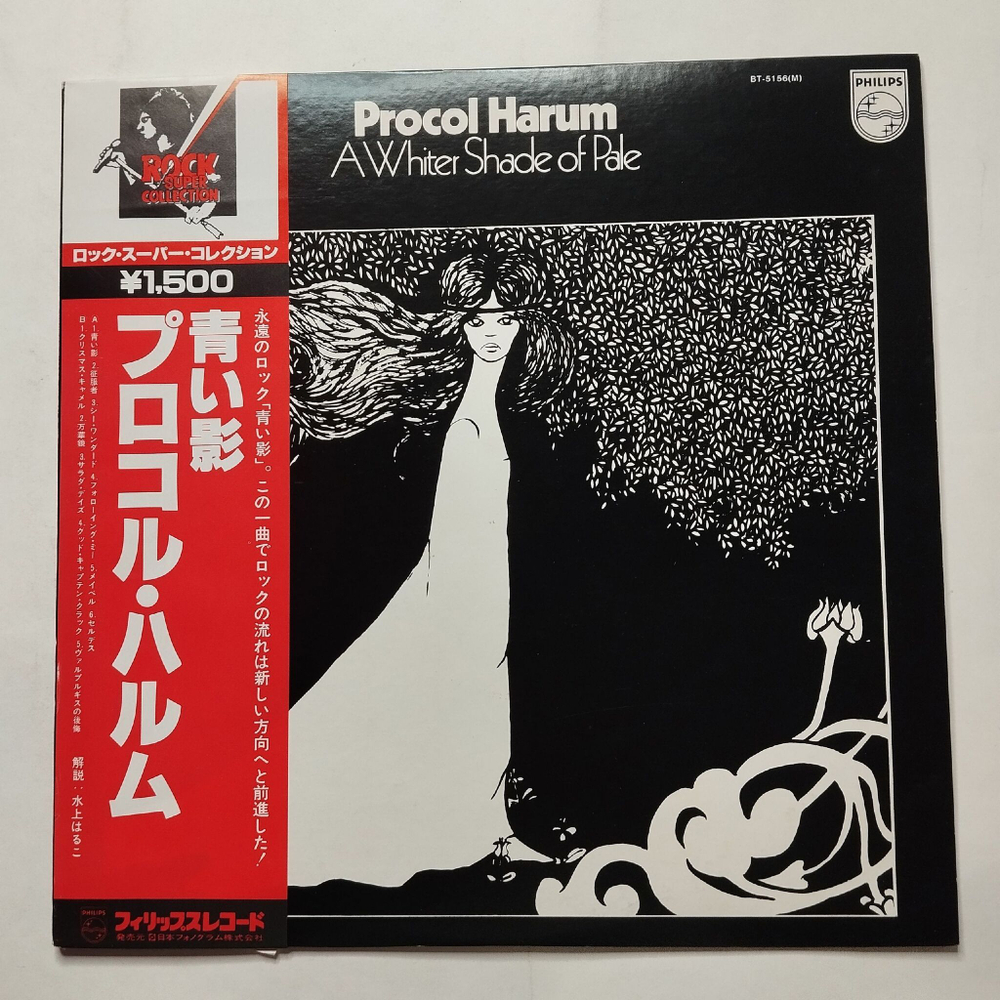 BT-5156(M)
PHILIPS
Procol Harum
A Whiter Shade of Pale
ROCK
SUPER
COLLECTION
ロック・スーパー・コレクション
¥1,500
永遠のロック「青い影」。この一曲でロックの流れは新しい方向へと前進した!
青い影
プロコル・ハルム
A 1.青い影 2.征服者 3.シー・ワンダード 4.フォローイング・ミー 5.メイベル 6.セルデス
B 1.クリスマス・キャメル 2.万華鏡 3.サラダ・デイズ 4.グッド・キャプテン・クラック 5.ヴァルプルギスの後悔
解説:水上はるこ
PHILIPS
フィリップスレコード
発売元 日本フォノグラム株式会社